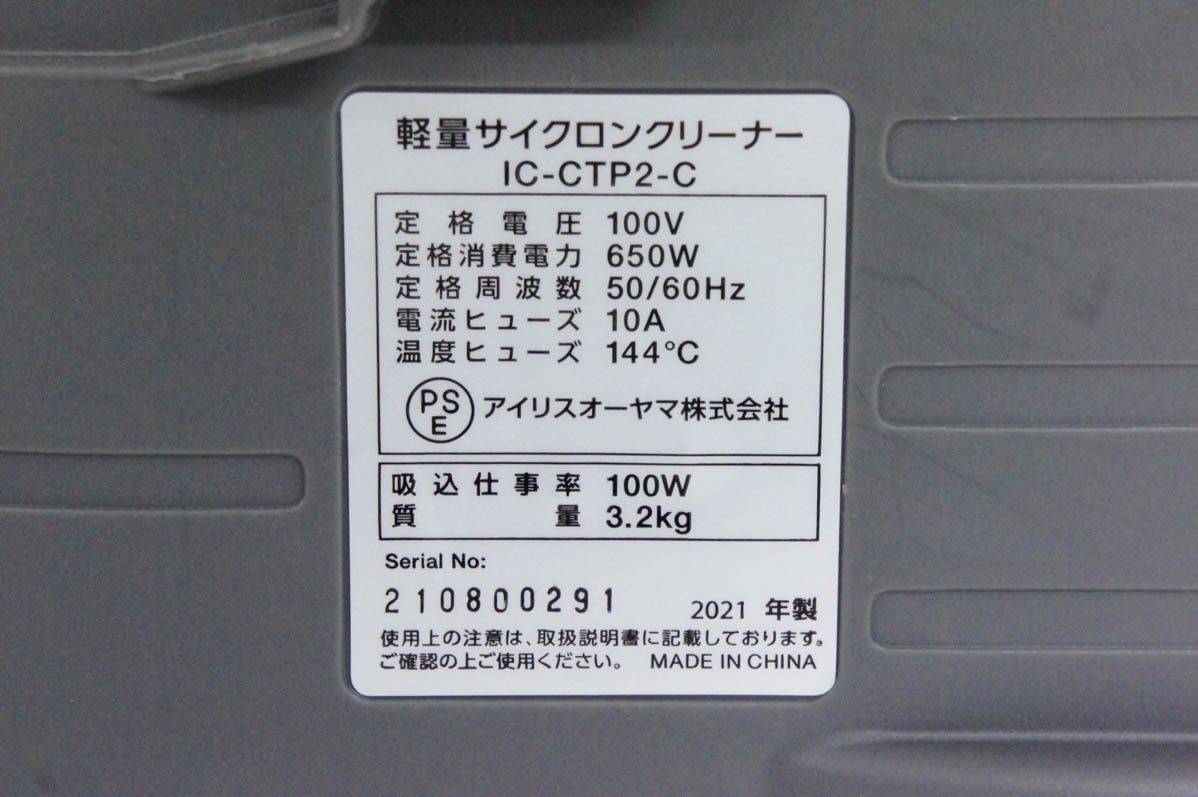 軽量サイクロンクリーナー
IC-CTP2-C
定格電圧 100V
定格消費電力 650W
定格周波数 50/60Hz
電流ヒューズ 10A
温度ヒューズ 144℃
PSE アイリスオーヤマ株式会社
吸込仕事率 100W
質量 3.2kg
Serial No:
210800291 2021 年製
使用上の注意は、取扱説明書に記載しております。
ご確認の上ご使用ください。 MADE IN CHINA